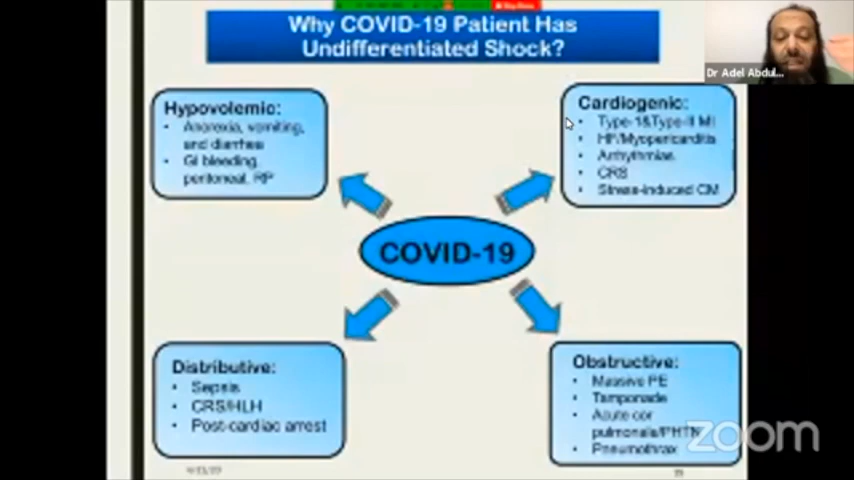 Why COVID-19 Patient Has
Undifferentiated Shock?
Dr Adel Abdul...
Hypovolemic:
• Anorexia, vomiting,
and diarrhea
• GI bleeding,
peritoneal, RP
Cardiogenic:
• Type-1&Type-II MI
• HF/Myopericarditis
• Arrhythmias
• CRS
• Stress-induced CM
COVID-19
Distributive:
• Sepsis
• CRS/HLH
• Post-cardiac arrest
Obstructive:
• Massive PE
• Tamponade
• Acute cor
pulmonale/PHTN
• Pneumothrax
zoom